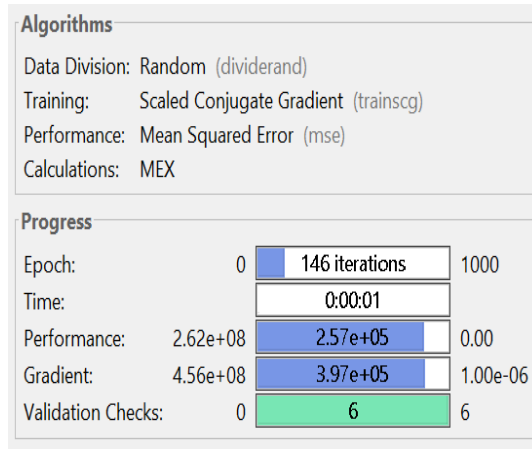 Algorithms
Data Division: Random (dividerand)
Training: Scaled Conjugate Gradient (trainscg)
Performance: Mean Squared Error (mse)
Calculations: MEX
Progress
Epoch: 0 146 iterations 1000
Time: 0:00:01
Performance: 2.62e+08 2.57e+05 0.00
Gradient: 4.56e+08 3.97e+05 1.00e-06
Validation Checks: 0 6 6